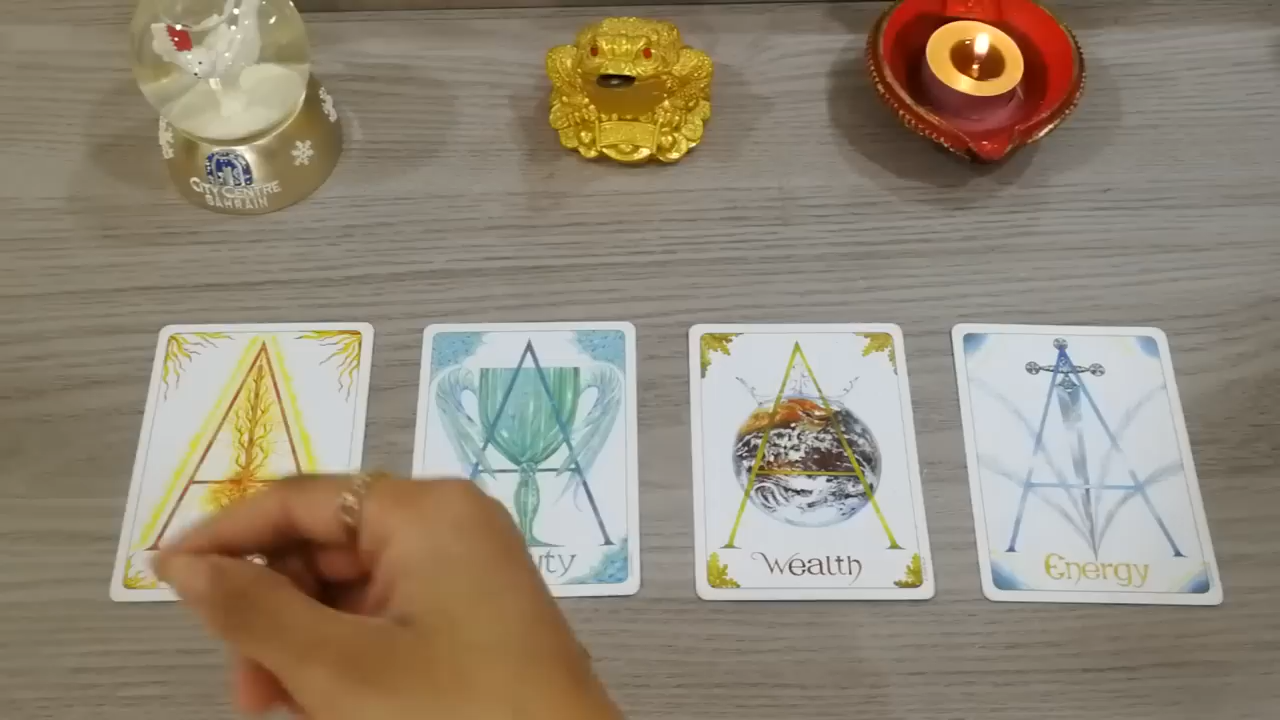 CITY CENTRE
BAHRAIN
A
A
A
A
Wealth
Energy